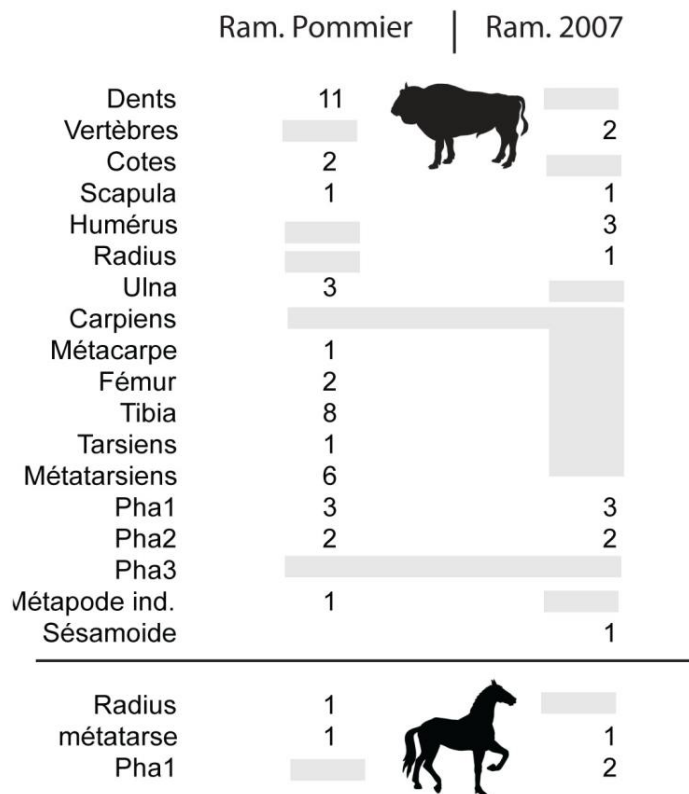 Ram. Pommier | Ram. 2007
Dents 11
Vertèbres 2
Cotes 2
Scapula 1 1
Humérus 3
Radius 1
Ulna 3
Carpiens
Métacarpe 1
Fémur 2
Tibia 8
Tarsiens 1
Métatarsiens 6
Pha1 3 3
Pha2 2 2
Pha3
Métapode ind. 1
Sésamoide 1
Radius 1
métatarse 1 1
Pha1 2